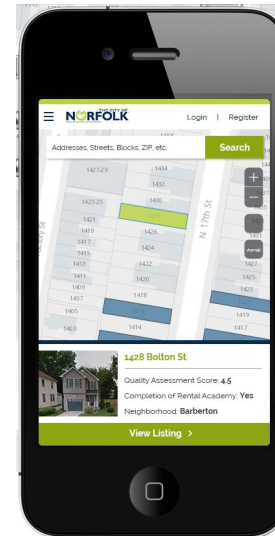 THE CITY OF
NORFOLK
Login | Register
Addresses, Streets, Blocks, ZIP, etc.
Search
1427-29
1434
1432
1423-25
1430
1421
1419
1426
1417
1424
1415
1413
1422
1411
1420
1409
1407
1418
1405
1403
1414
N 17th St
+
−
Aerial
1427
1425
1423
1419
1417
1428 Bolton St
Quality Assessment Score: 4.5
Completion of Rental Academy: Yes
Neighborhood: Barberton
View Listing >